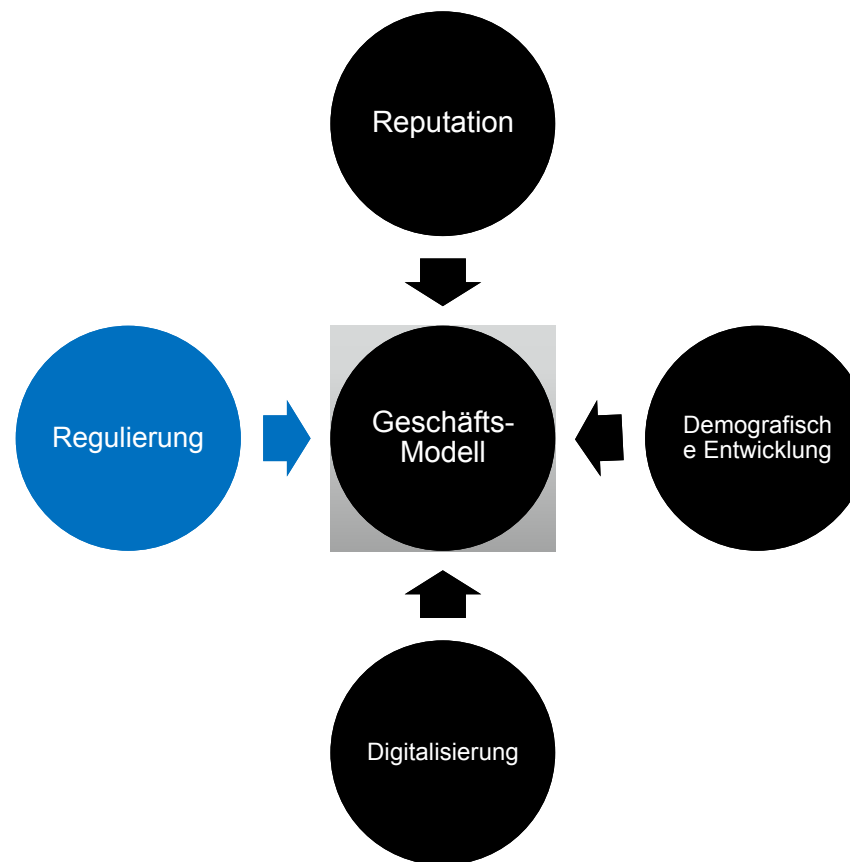 Reputation
Regulierung
Geschäfts-
Modell
Demografisch
e Entwicklung
Digitalisierung